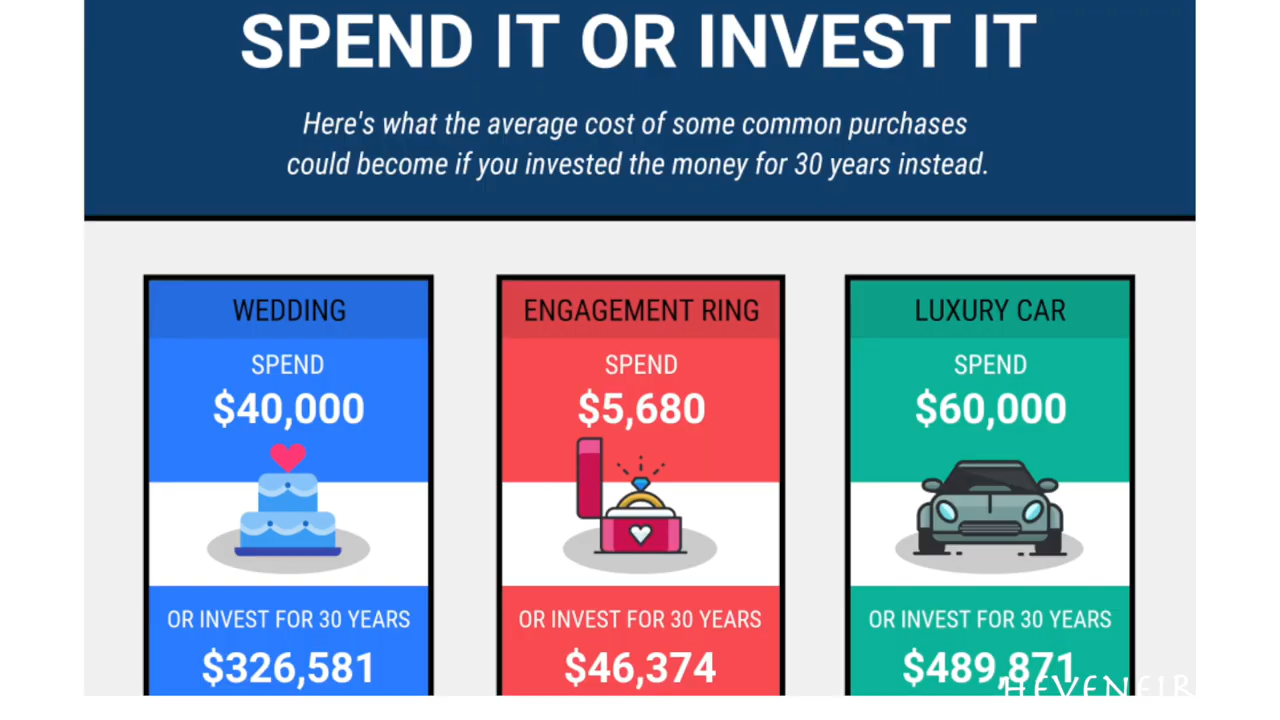 SPEND IT OR INVEST IT
Here's what the average cost of some common purchases
could become if you invested the money for 30 years instead.
WEDDING
SPEND
$40,000
OR INVEST FOR 30 YEARS
$326,581
ENGAGEMENT RING
SPEND
$5,680
OR INVEST FOR 30 YEARS
$46,374
LUXURY CAR
SPEND
$60,000
OR INVEST FOR 30 YEARS
$489,871